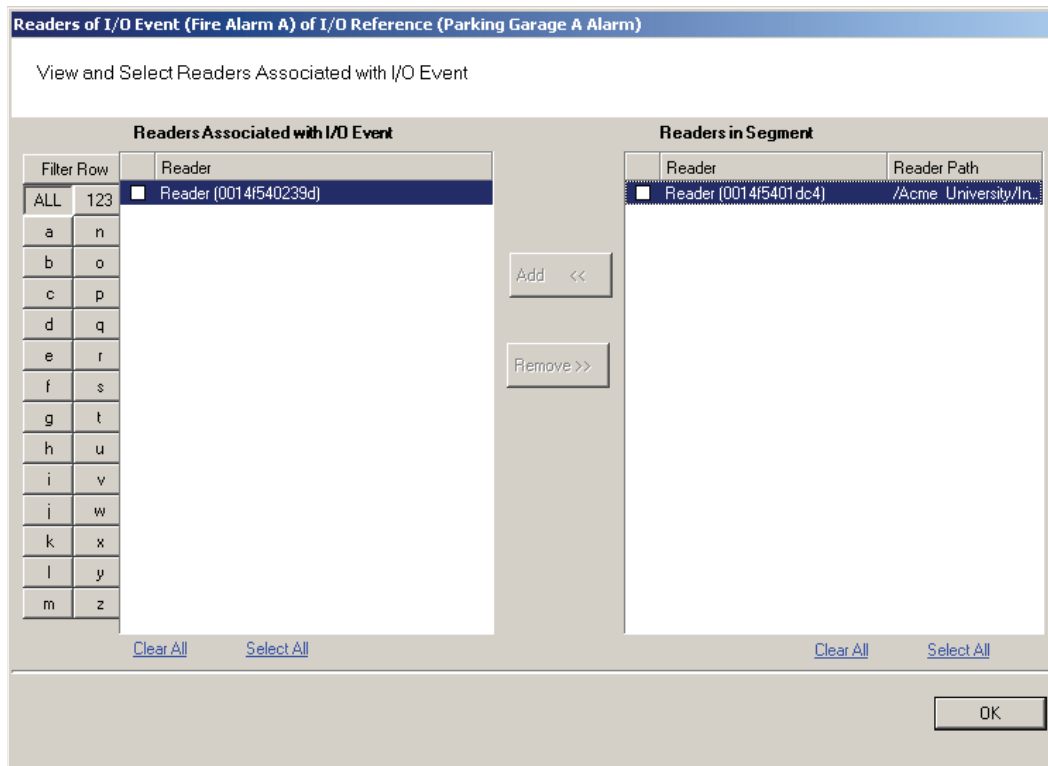 Readers of I/O Event (Fire Alarm A) of I/O Reference (Parking Garage A Alarm)
View and Select Readers Associated with I/O Event
Readers Associated with I/O Event
Readers in Segment
Filter Row
Reader
Reader
Reader Path
ALL 123
Reader (0014f540239d)
Reader (0014f5401dc4)
/Acme University/In...
a n
b o
c p
d q
e r
f s
g t
h u
i v
j w
k x
l y
m z
Add <<
Remove >>
Clear All
Select All
Clear All
Select All
OK